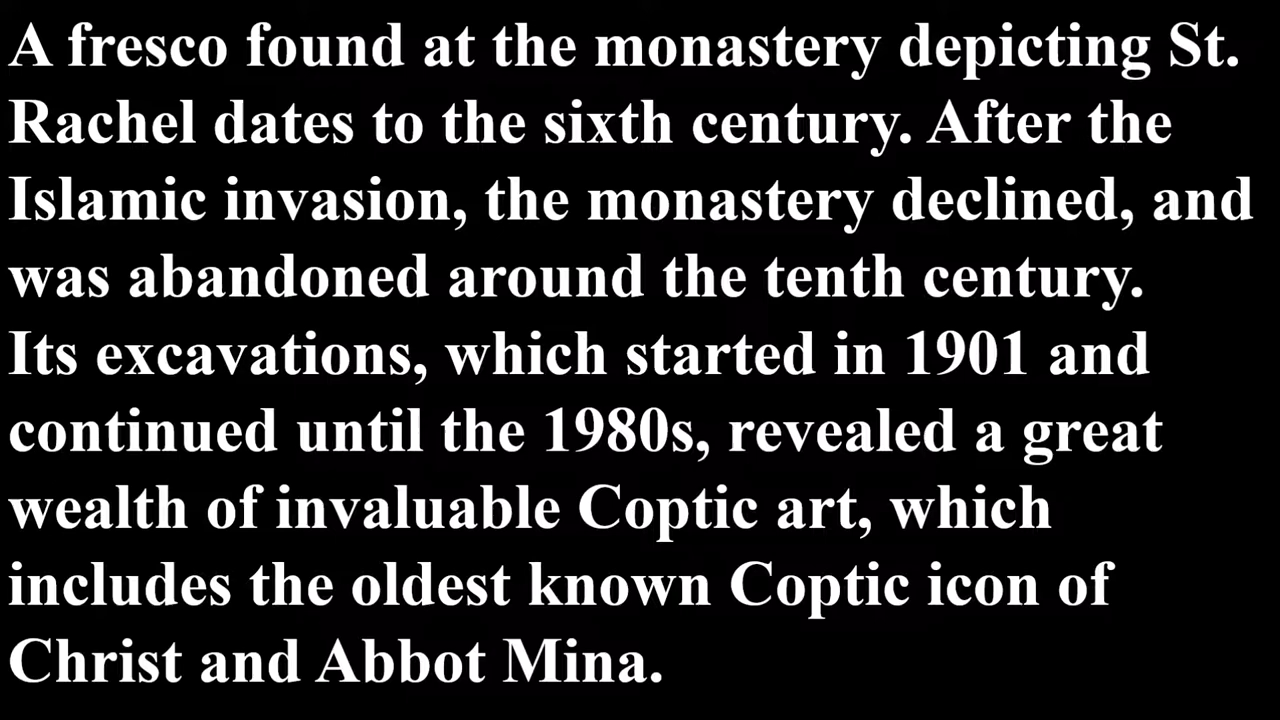 A fresco found at the monastery depicting St.
Rachel dates to the sixth century. After the
Islamic invasion, the monastery declined, and
was abandoned around the tenth century.
Its excavations, which started in 1901 and
continued until the 1980s, revealed a great
wealth of invaluable Coptic art, which
includes the oldest known Coptic icon of
Christ and Abbot Mina.